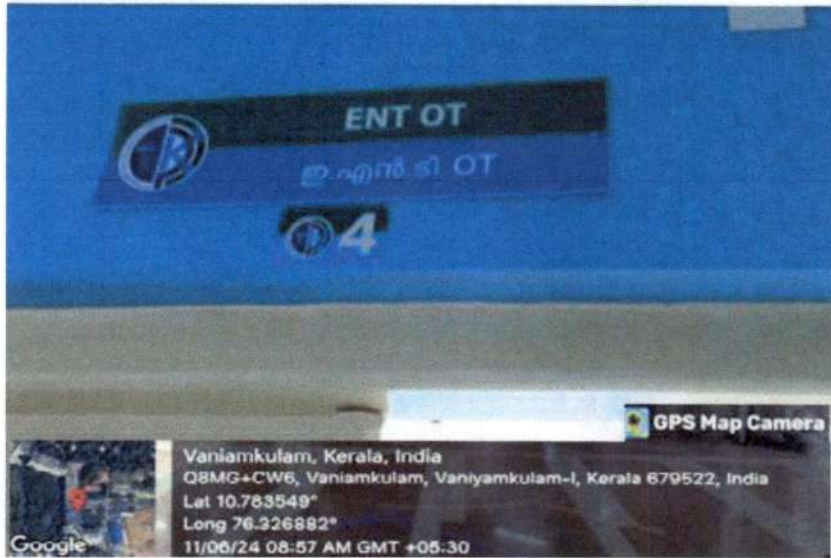 ENT OT
ഇ.എൻ.ടി OT
4
GPS Map Camera
Vaniamkulam, Kerala, India
Q8MG+CW6, Vaniamkulam, Vaniyamkulam-I, Kerala 679522, India
Lat 10.783549°
Long 76.326882°
11/06/24 08:57 AM GMT +05:30
Google